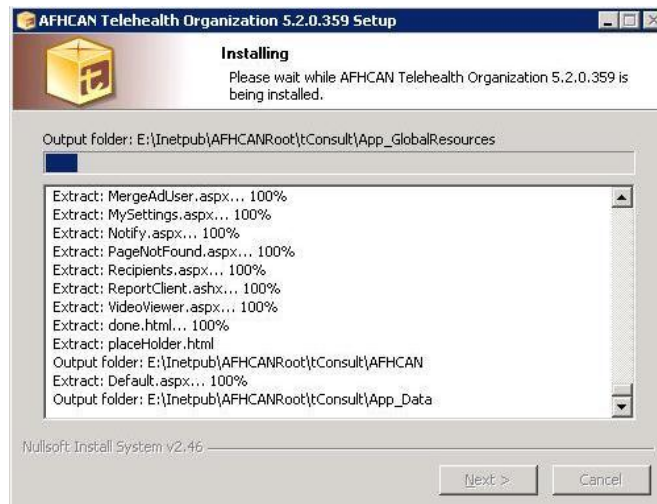 AFHCAN Telehealth Organization 5.2.0.359 Setup
Installing
Please wait while AFHCAN Telehealth Organization 5.2.0.359 is
being installed.
Output folder: E:\Inetpub\AFHCANRoot\tConsult\App_GlobalResources
Extract: MergeAdUser.aspx... 100%
Extract: MySettings.aspx... 100%
Extract: Notify.aspx... 100%
Extract: PageNotFound.aspx... 100%
Extract: Recipients.aspx... 100%
Extract: ReportClient.ashx... 100%
Extract: VideoViewer.aspx... 100%
Extract: done.html... 100%
Extract: placeHolder.html
Output folder: E:\Inetpub\AFHCANRoot\tConsult\AFHCAN
Extract: Default.aspx... 100%
Output folder: E:\Inetpub\AFHCANRoot\tConsult\App_Data
Nullsoft Install System v2.46
Next >
Cancel